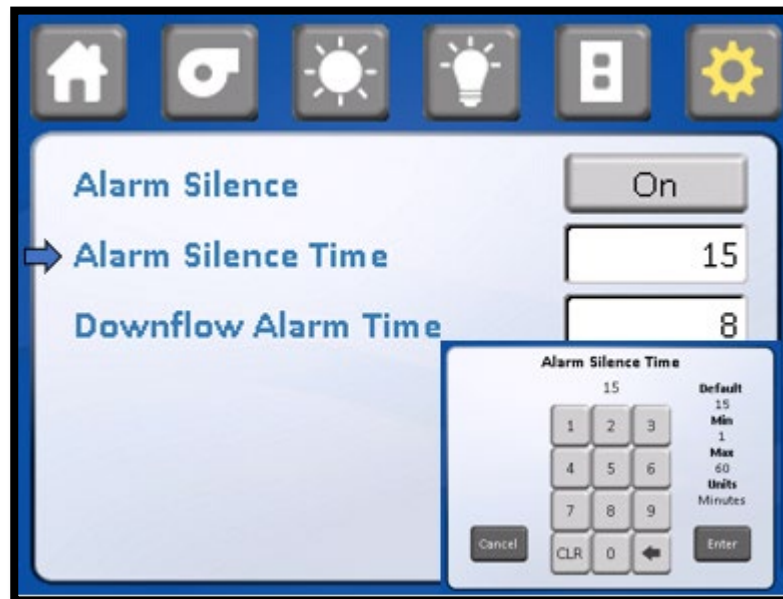 Alarm Silence On
Alarm Silence Time 15
Downflow Alarm Time 8
Alarm Silence Time
15
Default
15
Min
1
Max
60
Units
Minutes
1 2 3
4 5 6
7 8 9
Cancel CLR 0 Enter